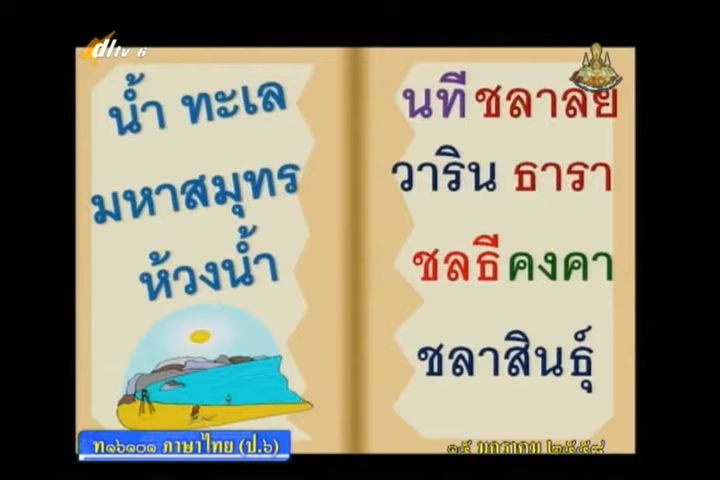 dltv 6
น้ำ ทะเล
มหาสมุทร
ห้วงน้ำ
นที ชลาลัย
วาริน ธารา
ชลธี คงคา
ชลาสินธุ์
ท๑๖๑๐๑ ภาษาไทย (ป.๖)
๑๕ มกราคม ๒๕๕๘